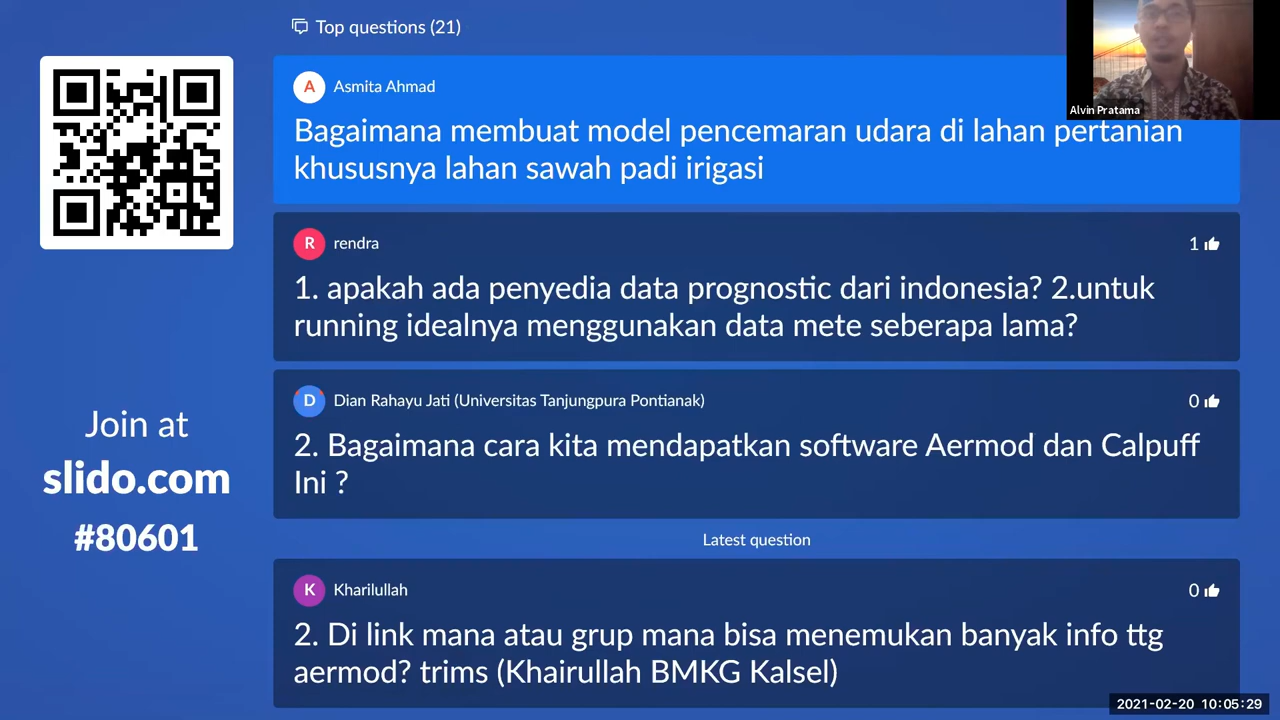 Top questions (21)
Alvin Pratama
A
Asmita Ahmad
Bagaimana membuat model pencemaran udara di lahan pertanian
khususnya lahan sawah padi irigasi
R
rendra
1
1. apakah ada penyedia data prognostic dari indonesia? 2.untuk
running idealnya menggunakan data mete seberapa lama?
D
Dian Rahayu Jati (Universitas Tanjungpura Pontianak)
0
2. Bagaimana cara kita mendapatkan software Aermod dan Calpuff
Ini ?
Join at
slido.com
#80601
Latest question
K
Kharilullah
0
2. Di link mana atau grup mana bisa menemukan banyak info ttg
aermod? trims (Khairullah BMKG Kalsel)
2021-02-20 10:05:29